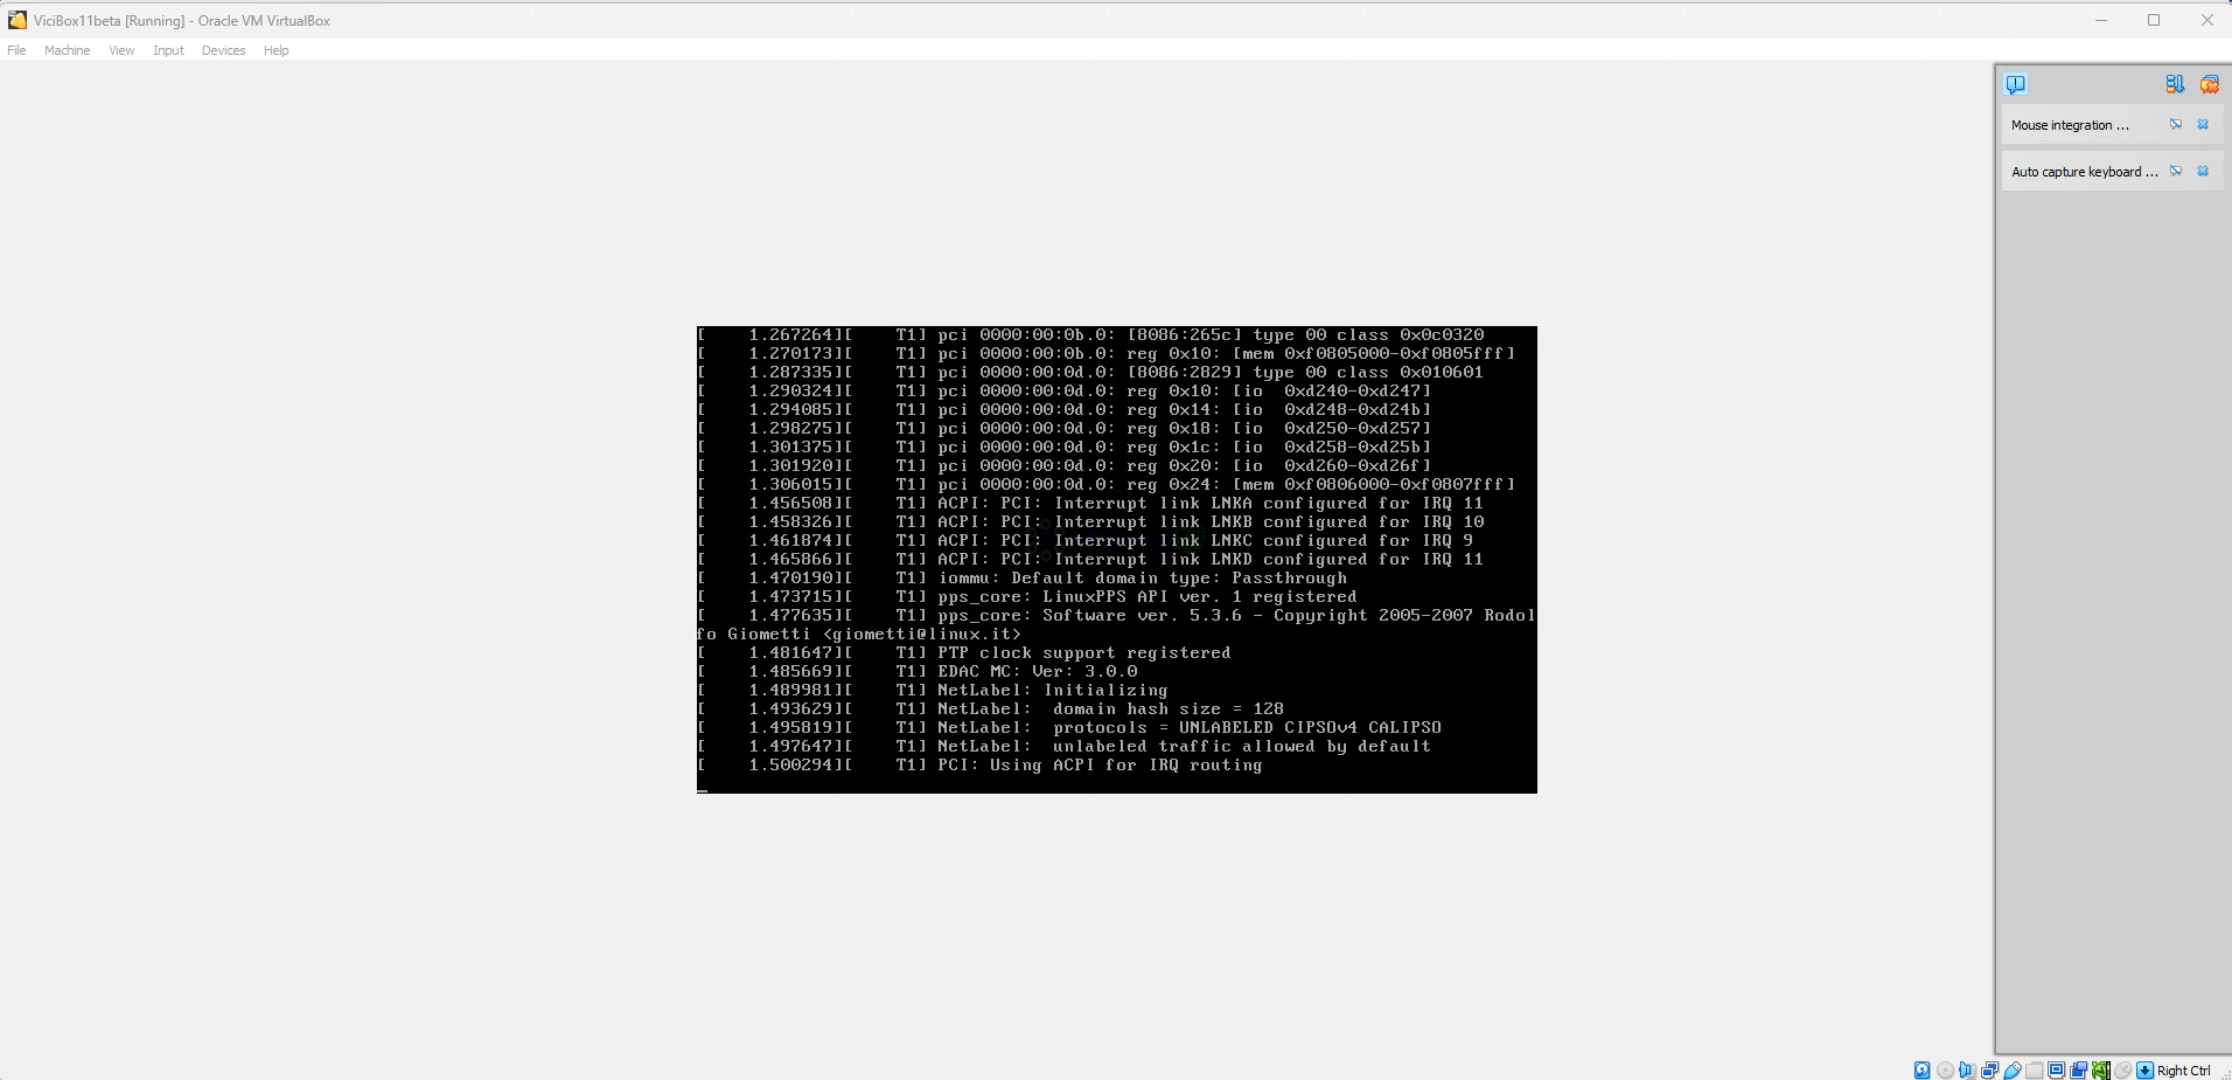 ViciBox11beta [Running] - Oracle VM VirtualBox
File Machine View Input Devices Help
Mouse integration ...
Auto capture keyboard ...
[    1.267264][    T1] pci 0000:00:0b.0: [8086:265c] type 00 class 0x0c0320
[    1.270173][    T1] pci 0000:00:0b.0: reg 0x10: [mem 0xf0805000-0xf0805fff]
[    1.287335][    T1] pci 0000:00:0d.0: [8086:2829] type 00 class 0x010601
[    1.290324][    T1] pci 0000:00:0d.0: reg 0x10: [io  0xd240-0xd247]
[    1.294085][    T1] pci 0000:00:0d.0: reg 0x14: [io  0xd248-0xd24b]
[    1.298275][    T1] pci 0000:00:0d.0: reg 0x18: [io  0xd250-0xd257]
[    1.301375][    T1] pci 0000:00:0d.0: reg 0x1c: [io  0xd258-0xd25b]
[    1.301920][    T1] pci 0000:00:0d.0: reg 0x20: [io  0xd260-0xd26f]
[    1.306015][    T1] pci 0000:00:0d.0: reg 0x24: [mem 0xf0806000-0xf0807fff]
[    1.456508][    T1] ACPI: PCI: Interrupt link LNKA configured for IRQ 11
[    1.458326][    T1] ACPI: PCI: Interrupt link LNKB configured for IRQ 10
[    1.461874][    T1] ACPI: PCI: Interrupt link LNKC configured for IRQ 9
[    1.465866][    T1] ACPI: PCI: Interrupt link LNKD configured for IRQ 11
[    1.470190][    T1] iommu: Default domain type: Passthrough
[    1.473715][    T1] pps_core: LinuxPPS API ver. 1 registered
[    1.477635][    T1] pps_core: Software ver. 5.3.6 - Copyright 2005-2007 Rodol
fo Giometti <giometti@linux.it>
[    1.481647][    T1] PTP clock support registered
[    1.485669][    T1] EDAC MC: Ver: 3.0.0
[    1.489981][    T1] NetLabel: Initializing
[    1.493629][    T1] NetLabel:  domain hash size = 128
[    1.495819][    T1] NetLabel:  protocols = UNLABELED CIPSOv4 CALIPSO
[    1.497647][    T1] NetLabel:  unlabeled traffic allowed by default
[    1.500294][    T1] PCI: Using ACPI for IRQ routing
_
Right Ctrl